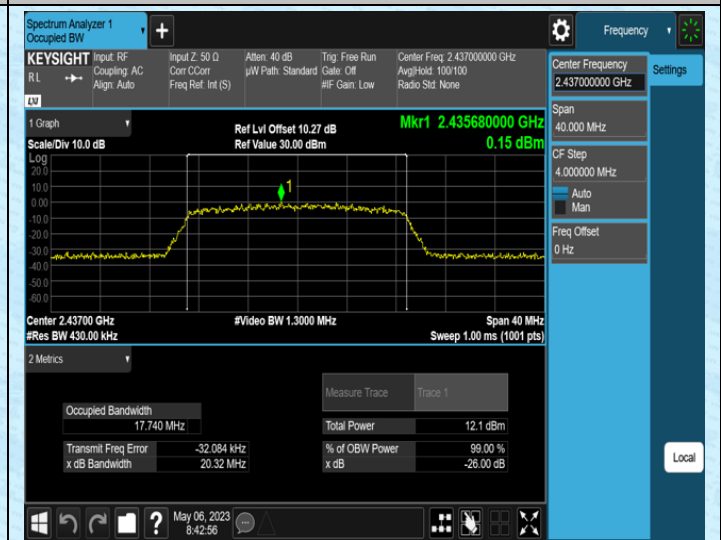 Spectrum Analyzer 1
Occupied BW
+
Frequency
KEYSIGHT
RL
Input: RF
Coupling: AC
Align: Auto
Input Z: 50 Ω
Corr CCorr
Freq Ref: Int (S)
Atten: 40 dB
µW Path: Standard
Trig: Free Run
Gate: Off
#IF Gain: Low
Center Freq: 2.437000000 GHz
Avg|Hold: 100/100
Radio Std: None
Center Frequency
2.437000000 GHz
Settings
Span
40.000 MHz
CF Step
4.000000 MHz
Auto
Man
Freq Offset
0 Hz
Local
1 Graph
Scale/Div 10.0 dB
Ref Lvl Offset 10.27 dB
Ref Value 30.00 dBm
Mkr1 2.435680000 GHz
0.15 dBm
Log
20.0
10.0
0.00
-10.0
-20.0
-30.0
-40.0
-50.0
-60.0
1
Center 2.43700 GHz
#Res BW 430.00 kHz
#Video BW 1.3000 MHz
Span 40 MHz
Sweep 1.00 ms (1001 pts)
2 Metrics
Measure Trace
Trace 1
Occupied Bandwidth
17.740 MHz
Total Power
12.1 dBm
Transmit Freq Error
-32.084 kHz
% of OBW Power
99.00 %
x dB Bandwidth
20.32 MHz
x dB
-26.00 dB
?
May 06, 2023
8:42:56